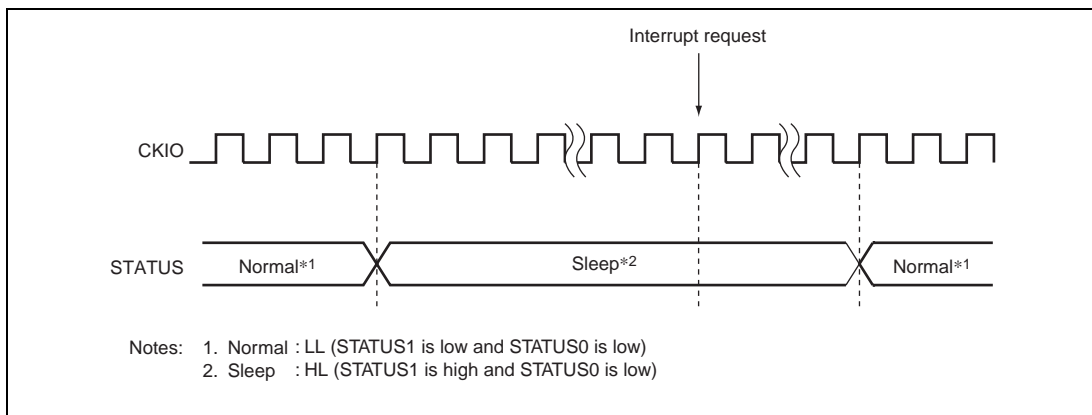 Interrupt request
CKIO
STATUS
Normal*1
Sleep*2
Normal*1
Notes: 1. Normal : LL (STATUS1 is low and STATUS0 is low)
2. Sleep : HL (STATUS1 is high and STATUS0 is low)